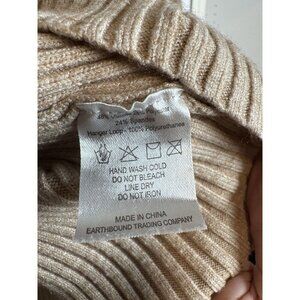 24% Spandex
Hanger Loop - 100% Polyurethanes
HAND WASH COLD
DO NOT BLEACH
LINE DRY
DO NOT IRON
MADE IN CHINA
EARTHBOUND TRADING COMPANY